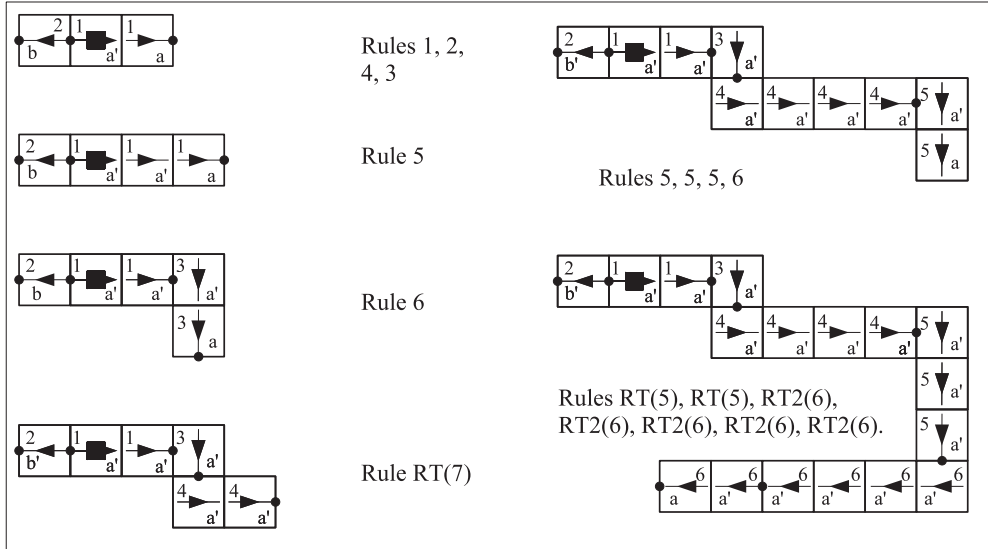 2 1 1
b a' a
Rules 1, 2,
4, 3
2 1 1 1
b a' a' a
Rule 5
2 1 1 3
b a' a' a'
3
a
Rule 6
2 1 1 3
b' a' a' a'
4 4
a' a'
Rule RT(7)
2 1 1 3
b' a' a' a'
4 4 4 4 5
a' a' a' a' a'
5 a
Rules 5, 5, 5, 6
2 1 1 3
b' a' a' a'
4 4 4 4 5
a' a' a' a' a'
5 a'
Rules RT(5), RT(5), RT2(6),
RT2(6), RT2(6), RT2(6), RT2(6).
5 a'
6 6 6 6 6 6
a a' a' a' a' a'